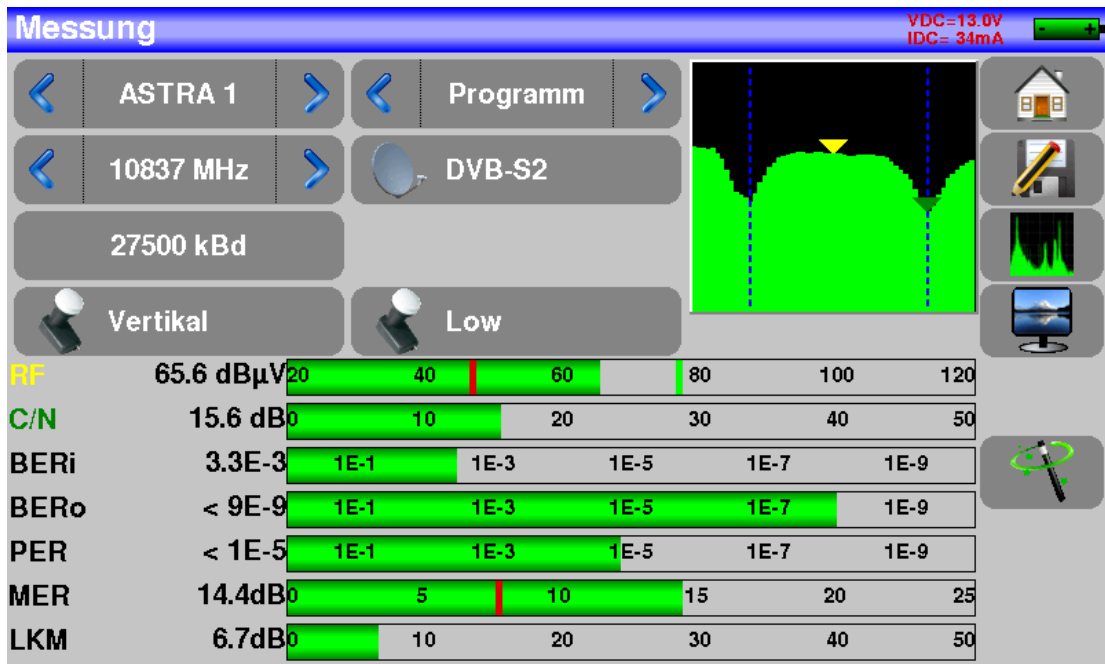 Messung
VDC=13.0V
IDC= 34mA
- +
ASTRA 1
Programm
10837 MHz
DVB-S2
27500 kBd
Vertikal
Low
RF 65.6 dBµV 20 40 60 80 100 120
C/N 15.6 dB 0 10 20 30 40 50
BERi 3.3E-3 1E-1 1E-3 1E-5 1E-7 1E-9
BERo < 9E-9 1E-1 1E-3 1E-5 1E-7 1E-9
PER < 1E-5 1E-1 1E-3 1E-5 1E-7 1E-9
MER 14.4dB 0 5 10 15 20 25
LKM 6.7dB 0 10 20 30 40 50